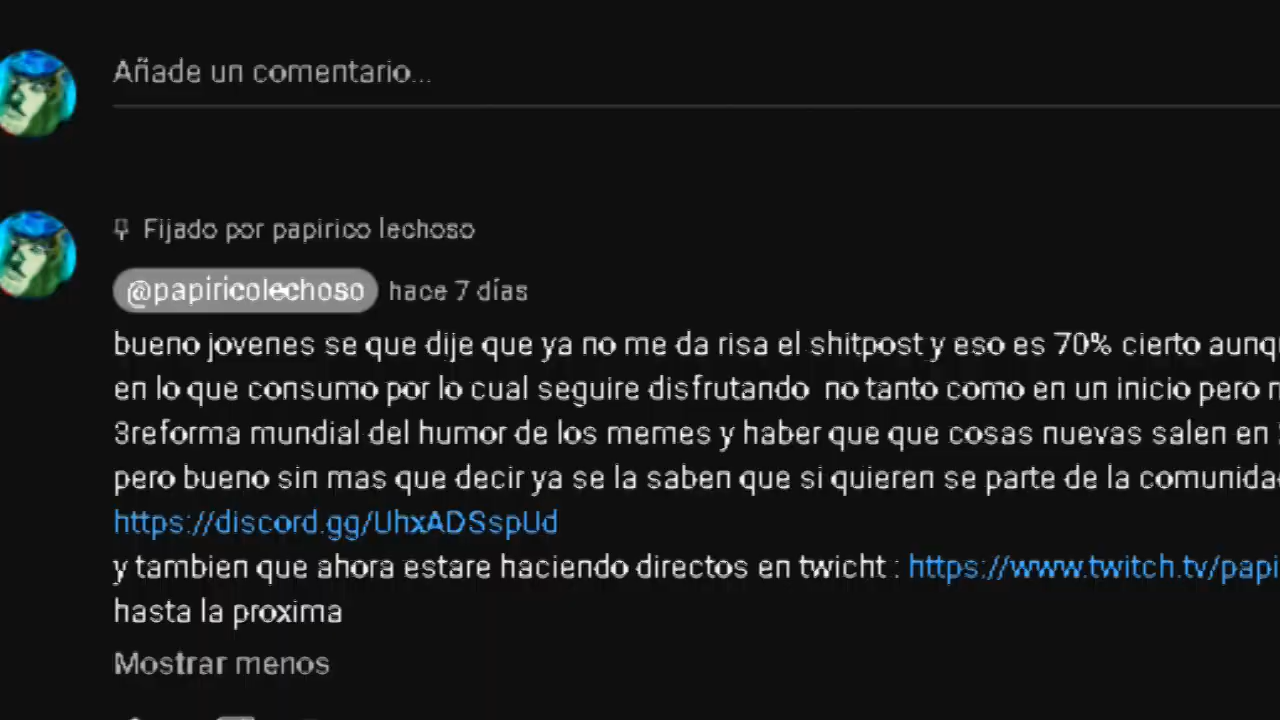 Añade un comentario...
Fijado por papirico lechoso
@papiricolechoso hace 7 días
bueno jovenes se que dije que ya no me da risa el shitpost y eso es 70% cierto aunq
en lo que consumo por lo cual seguire disfrutando no tanto como en un inicio pero
3reforma mundial del humor de los memes y haber que que cosas nuevas salen en
pero bueno sin mas que decir ya se la saben que si quieren se parte de la comunida
https://discord.gg/UhxADSspUd
y tambien que ahora estare haciendo directos en twicht : https://www.twitch.tv/papi
hasta la proxima
Mostrar menos